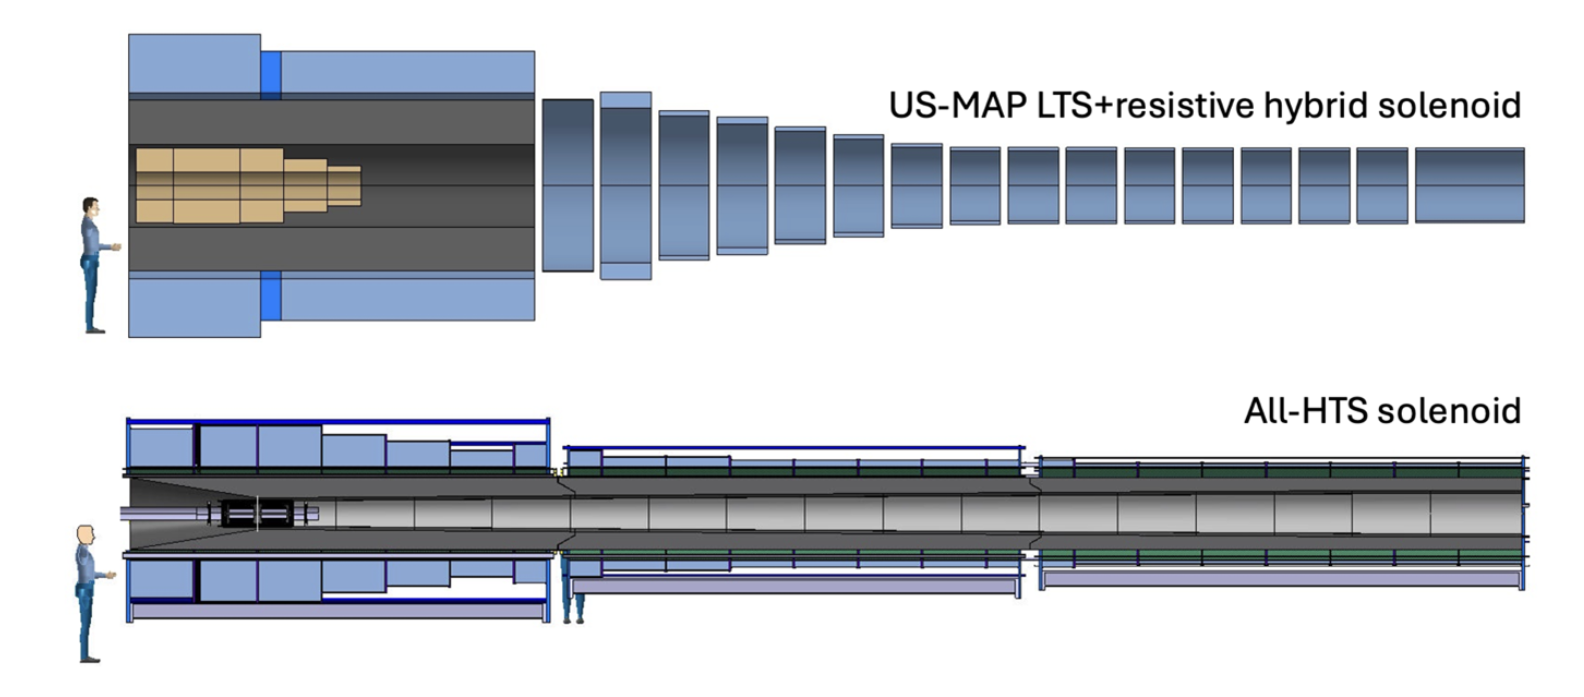 US-MAP LTS+resistive hybrid solenoid
All-HTS solenoid